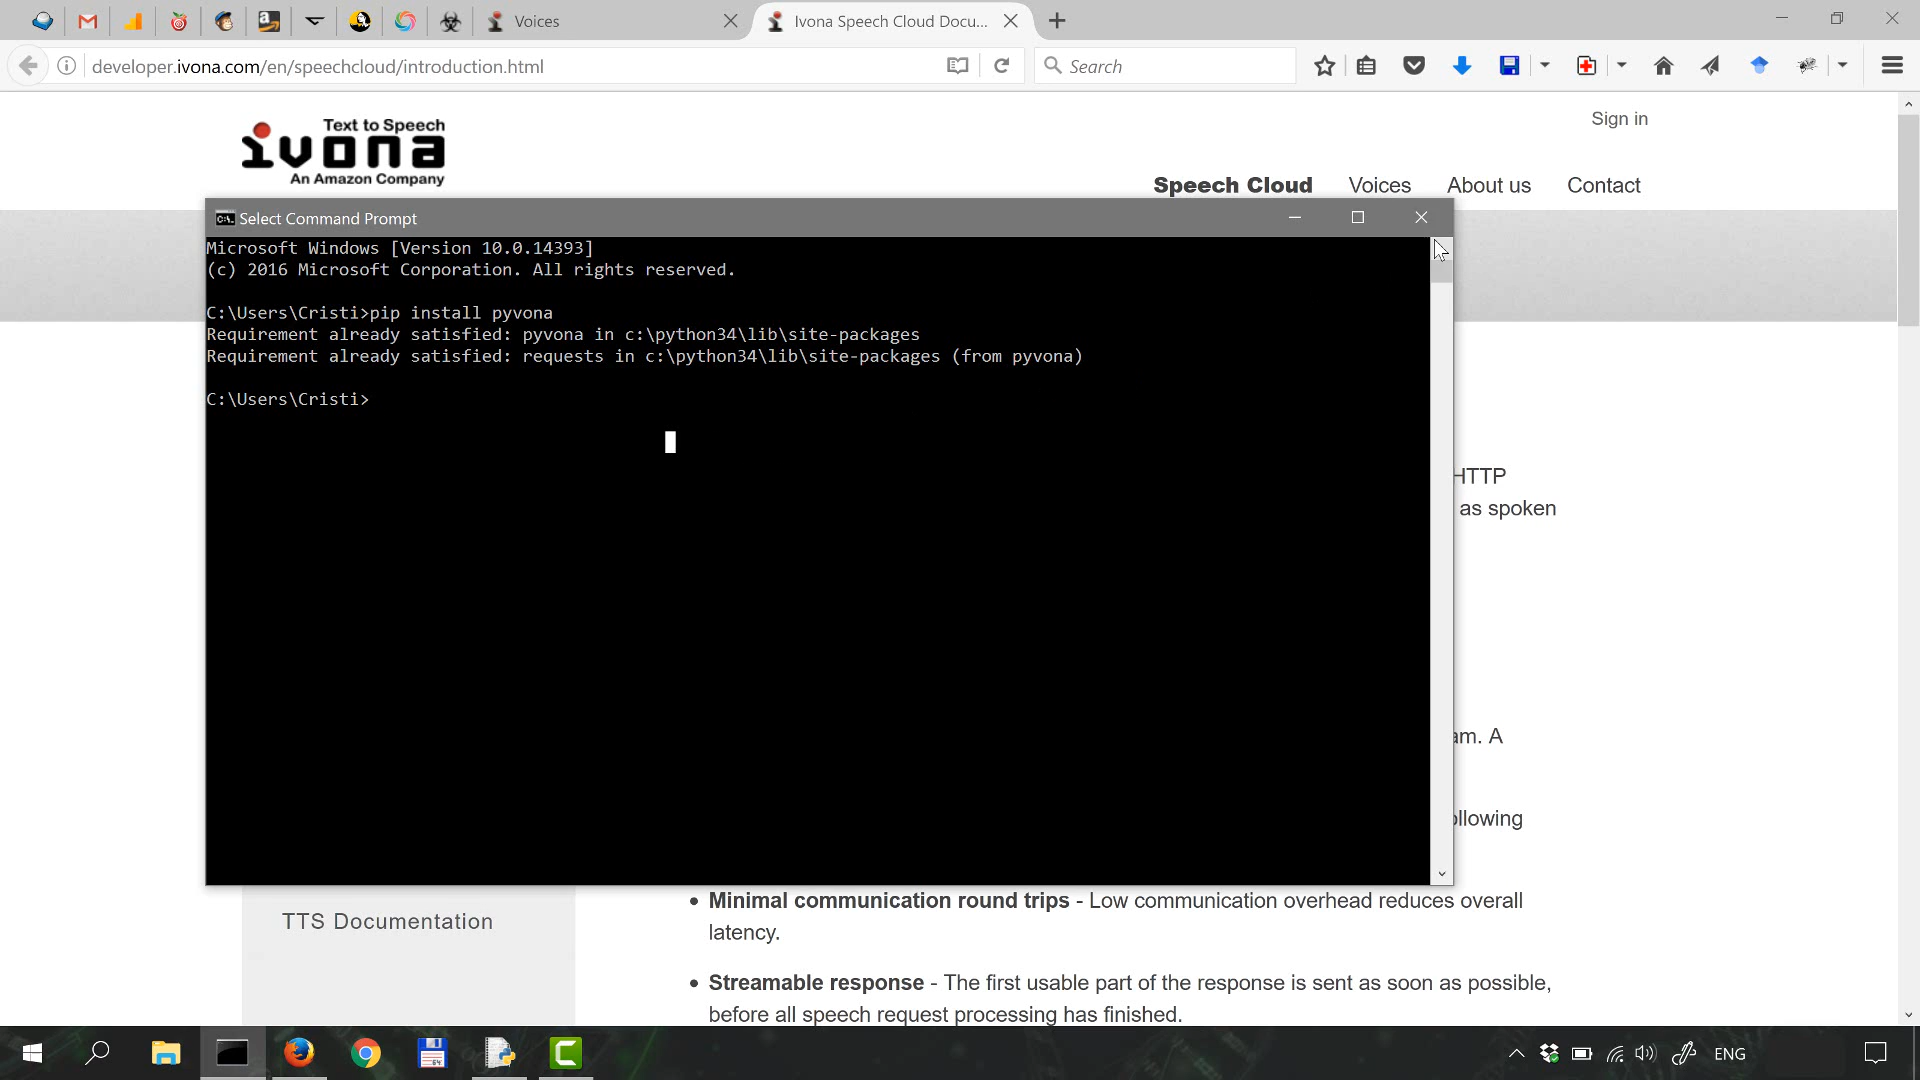 Voices
Ivona Speech Cloud Docu...
developer.ivona.com/en/speechcloud/introduction.html
Search
Sign in
Text to Speech
ivona
An Amazon Company
Speech Cloud
Voices
About us
Contact
Select Command Prompt
Microsoft Windows [Version 10.0.14393]
(c) 2016 Microsoft Corporation. All rights reserved.
C:\Users\Cristi>pip install pyvona
Requirement already satisfied: pyvona in c:\python34\lib\site-packages
Requirement already satisfied: requests in c:\python34\lib\site-packages (from pyvona)
C:\Users\Cristi>
HTTP
as spoken
A
TTS Documentation
• Minimal communication round trips - Low communication overhead reduces overall
latency.
• Streamable response - The first usable part of the response is sent as soon as possible,
before all speech request processing has finished.
ENG